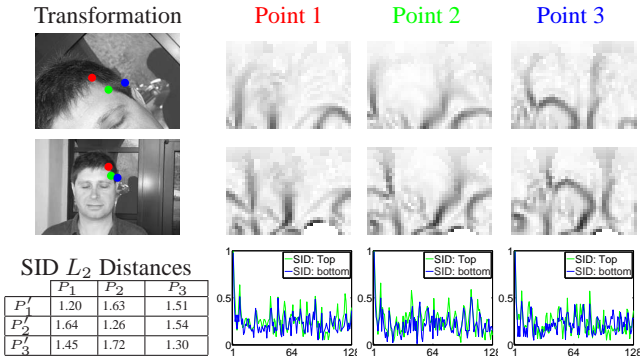 Transformation Point 1 Point 2 Point 3
SID L₂ Distances
P₁ P₂ P₃
P₁′ 1.20 1.63 1.51
P₂′ 1.64 1.26 1.54
P₃′ 1.45 1.72 1.30
1
0.5
0
1 64 128
SID: Top
SID: bottom
1
0.5
0
1 64 128
SID: Top
SID: bottom
1
0.5
0
1 64 128
SID: Top
SID: bottom